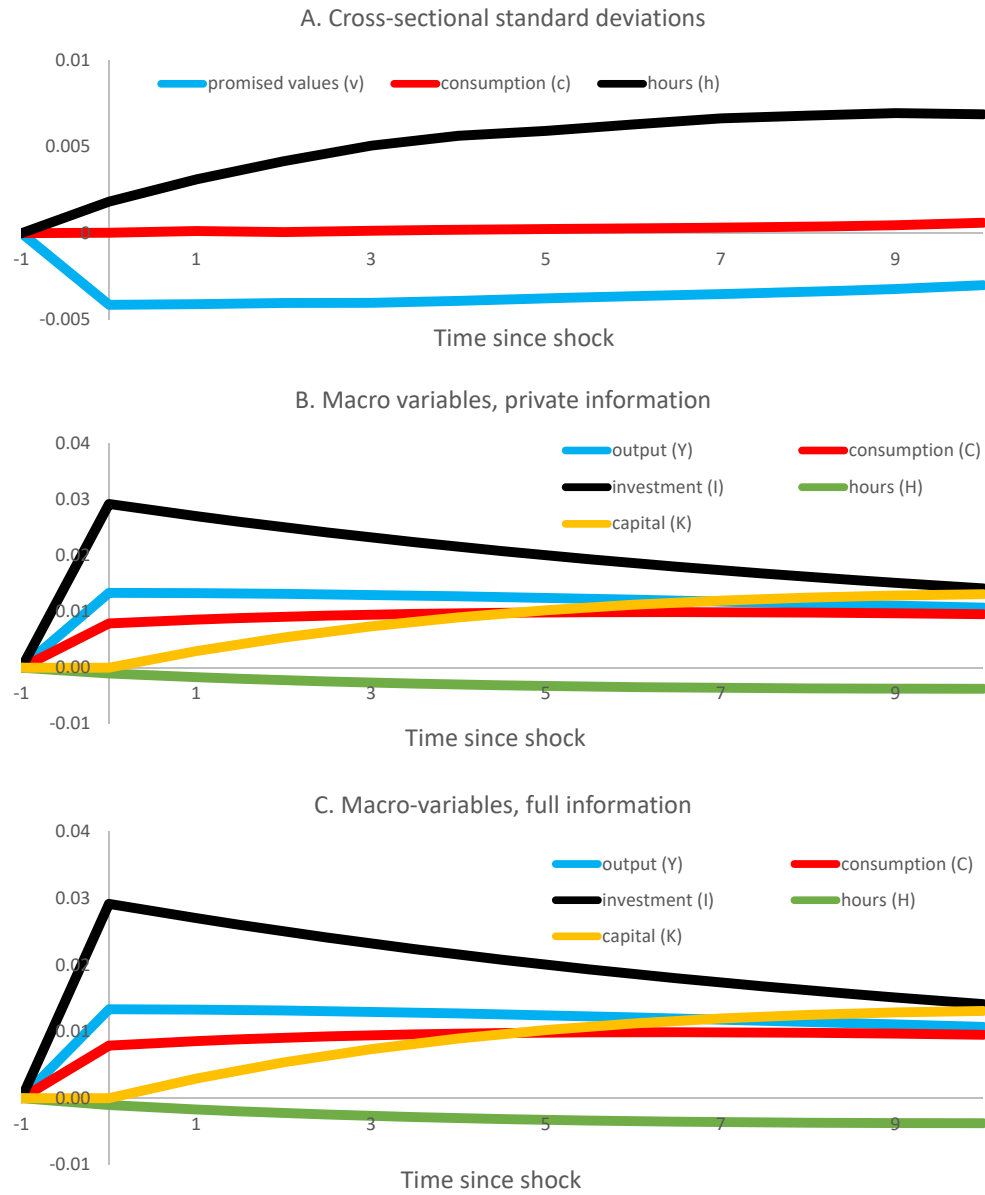 A. Cross-sectional standard deviations
0.01
promised values (v) consumption (c) hours (h)
0.005
0
-1 1 3 5 7 9
-0.005
Time since shock
B. Macro variables, private information
0.04
output (Y) consumption (C)
0.03
investment (I) hours (H)
capital (K)
0.02
0.01
0.00
-1 1 3 5 7 9
-0.01
Time since shock
C. Macro-variables, full information
0.04
output (Y) consumption (C)
0.03
investment (I) hours (H)
capital (K)
0.02
0.01
0.00
-1 1 3 5 7 9
-0.01
Time since shock